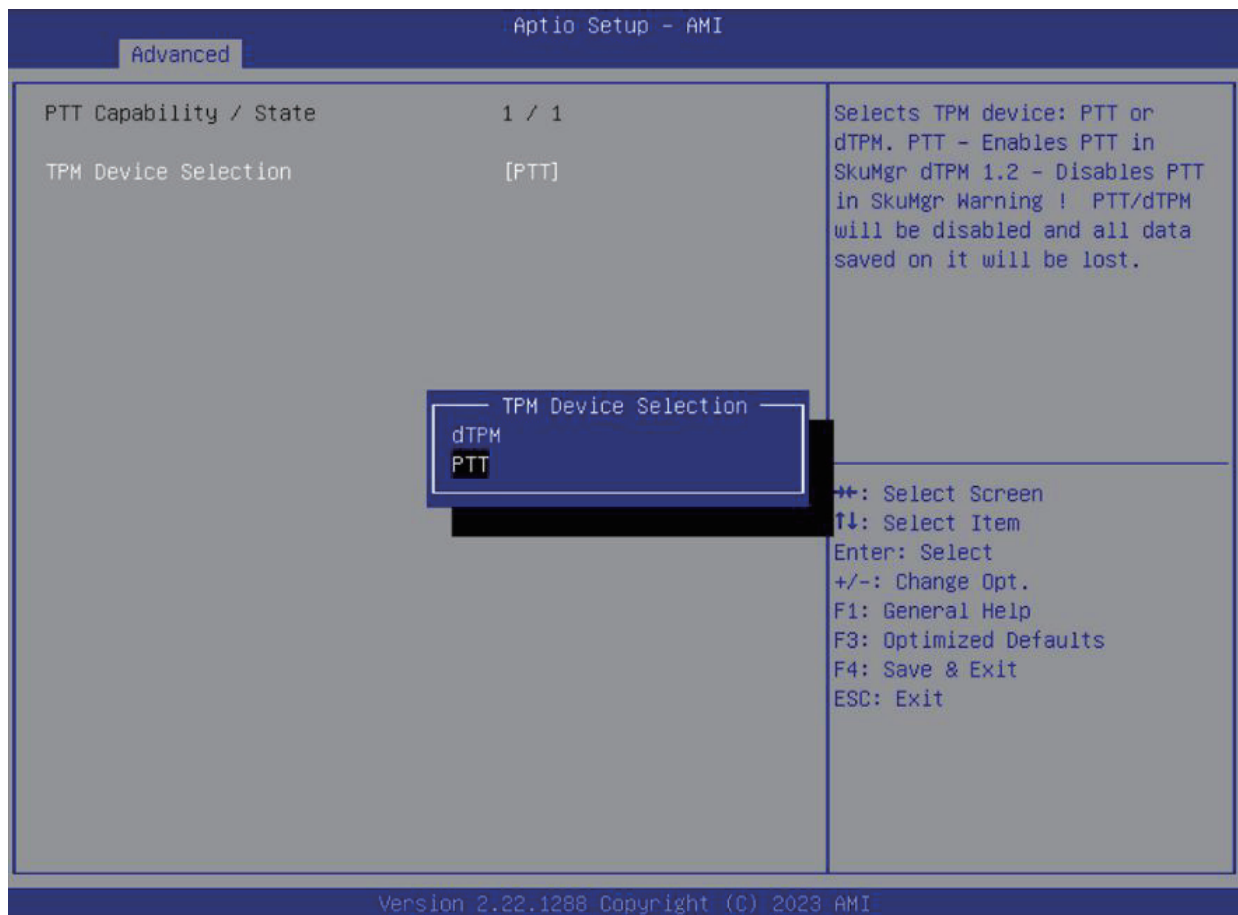 Aptio Setup - AMI
Advanced
PTT Capability / State 1 / 1
TPM Device Selection [PTT]
Selects TPM device: PTT or
dTPM. PTT - Enables PTT in
SkuMgr dTPM 1.2 - Disables PTT
in SkuMgr Warning ! PTT/dTPM
will be disabled and all data
saved on it will be lost.
TPM Device Selection
dTPM
PTT
→←: Select Screen
↑↓: Select Item
Enter: Select
+/-: Change Opt.
F1: General Help
F3: Optimized Defaults
F4: Save & Exit
ESC: Exit
Version 2.22.1288 Copyright (C) 2023 AMI